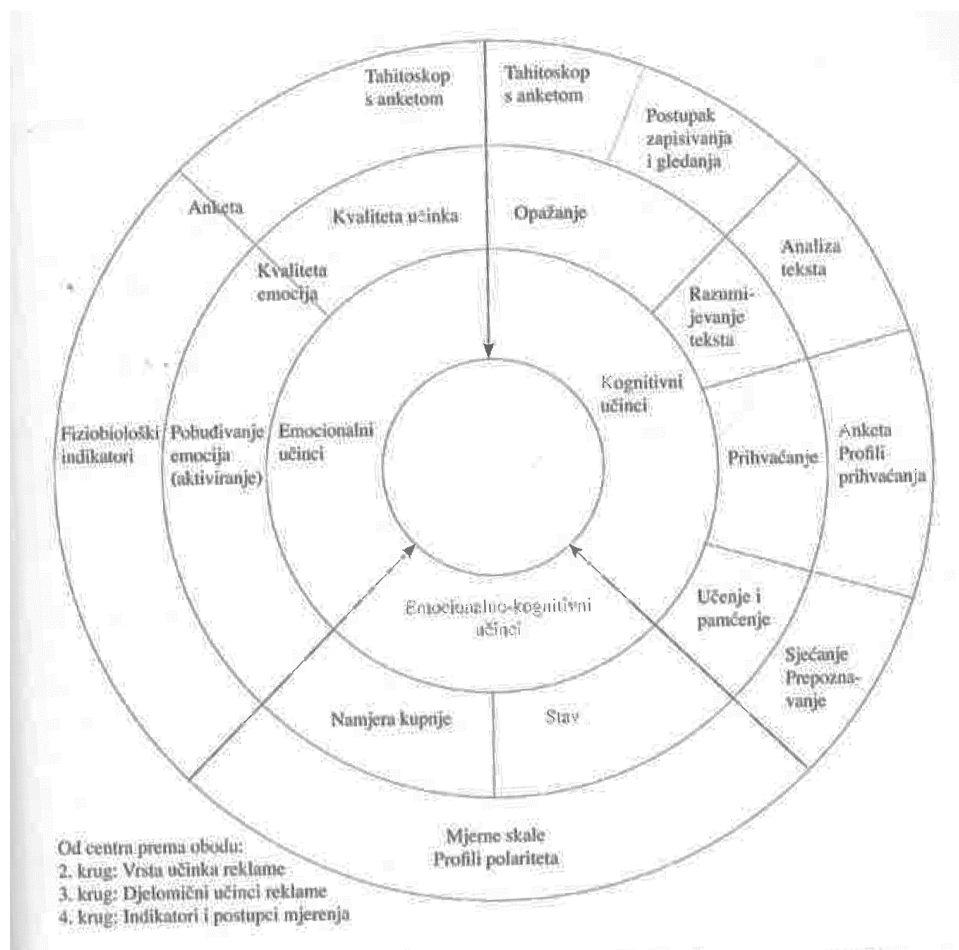 Tahitoskop
s anketom
Tahitoskop
s anketom
Postupak
zapisivanja
i gledanja
Anketa
Kvaliteta učinka
Opažanje
Analiza
teksta
Kvaliteta
emocija
Razumi-
jevanje
teksta
Kognitivni
učinci
Fiziobiološki
indikatori
Pobuđivanje
emocija
(aktiviranje)
Emocionalni
učinci
Prihvaćanje
Anketa
Profili
prihvaćanja
Emocionalno-kognitivni
učinci
Učenje i
pamćenje
Sjećanje
Prepozna-
vanje
Namjera kupnje
Stav
Mjerne skale
Profili polariteta
Od centra prema obodu:
2. krug: Vrsta učinka reklame
3. krug: Djelomični učinci reklame
4. krug: Indikatori i postupci mjerenja